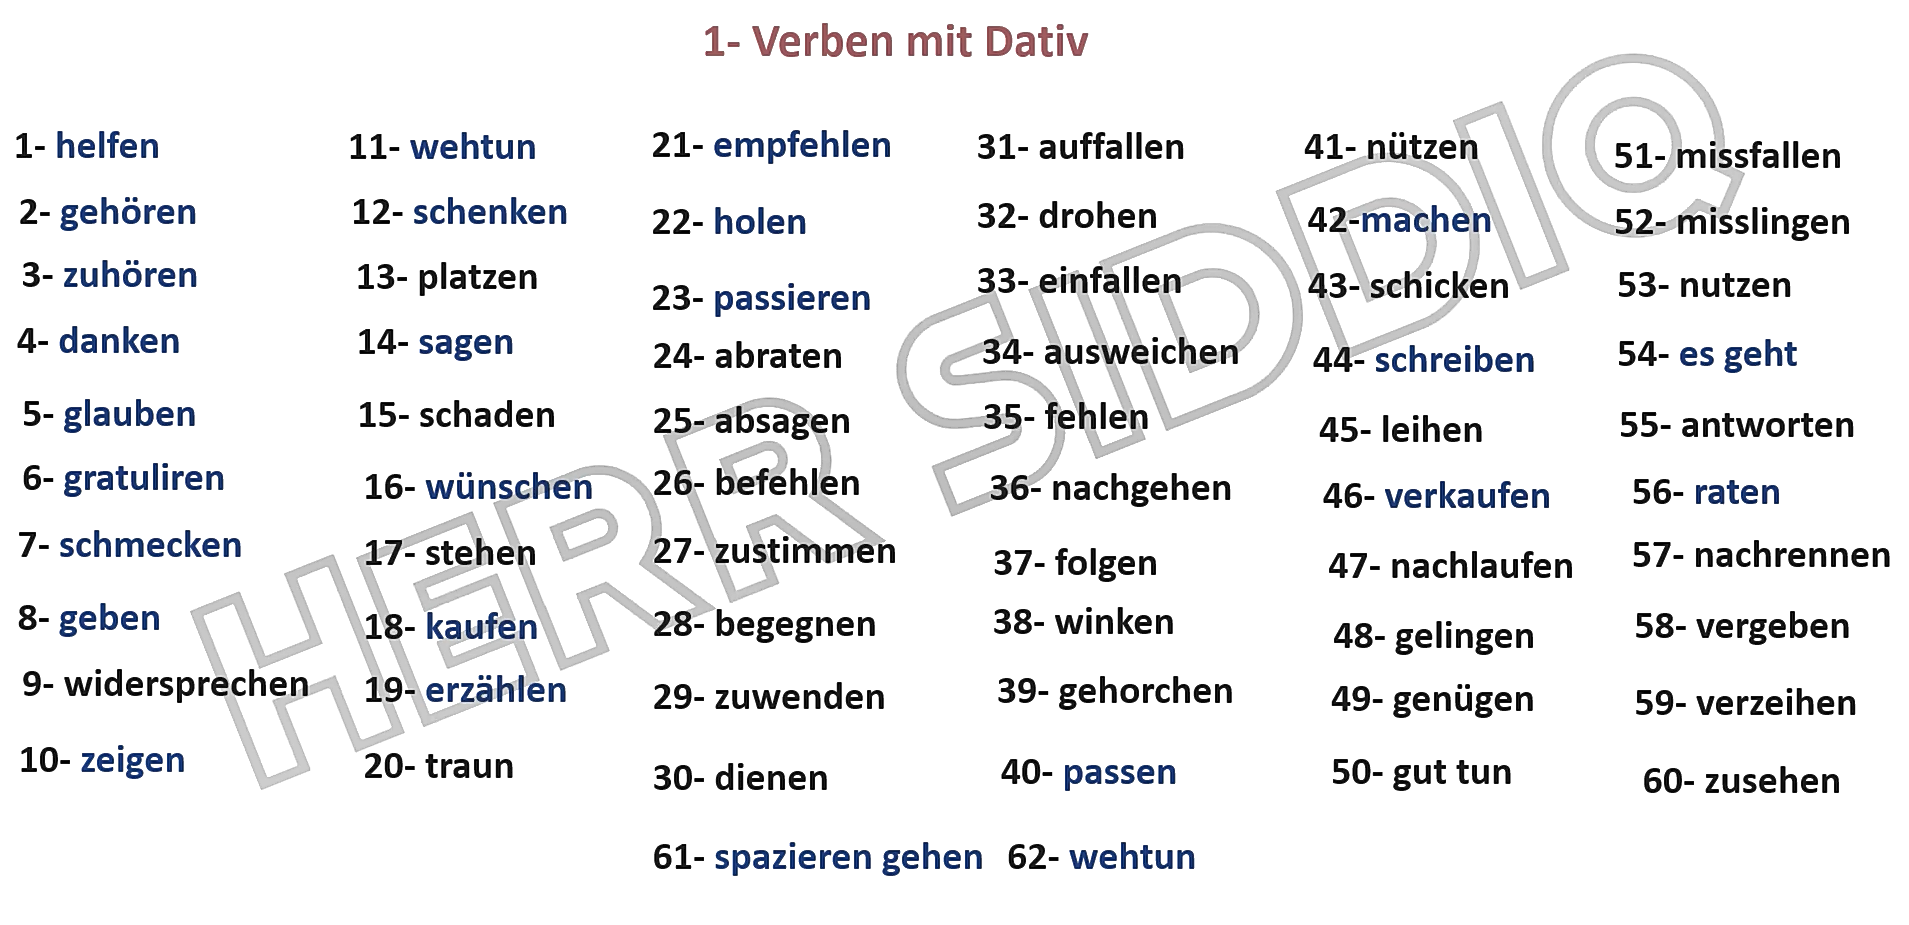 1- Verben mit Dativ
1- helfen
2- gehören
3- zuhören
4- danken
5- glauben
6- gratuliren
7- schmecken
8- geben
9- widersprechen
10- zeigen
11- wehtun
12- schenken
13- platzen
14- sagen
15- schaden
16- wünschen
17- stehen
18- kaufen
19- erzählen
20- traun
21- empfehlen
22- holen
23- passieren
24- abraten
25- absagen
26- befehlen
27- zustimmen
28- begegnen
29- zuwenden
30- dienen
31- auffallen
32- drohen
33- einfallen
34- ausweichen
35- fehlen
36- nachgehen
37- folgen
38- winken
39- gehorchen
40- passen
41- nützen
42-machen
43- schicken
44- schreiben
45- leihen
46- verkaufen
47- nachlaufen
48- gelingen
49- genügen
50- gut tun
51- missfallen
52- misslingen
53- nutzen
54- es geht
55- antworten
56- raten
57- nachrennen
58- vergeben
59- verzeihen
60- zusehen
61- spazieren gehen
62- wehtun
HERR SIDDIQ